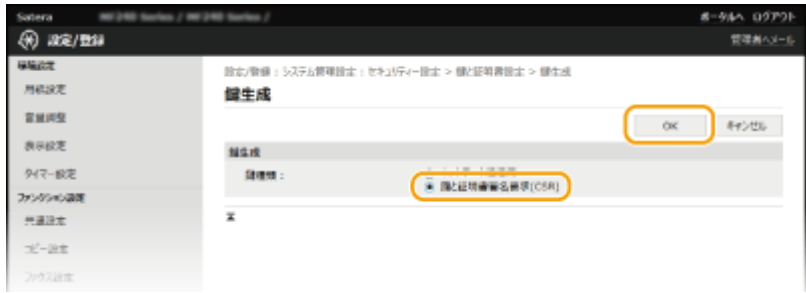 Satera
ポータルへ ログアウト
設定/登録
管理者へメール
環境設定
用紙設定
音量調整
表示設定
タイマー設定
ファンクション設定
共通設定
コピー設定
ファクス設定
設定/登録 : システム管理設定 : セキュリティー設定 > 鍵と証明書設定 > 鍵生成
鍵生成
OK
キャンセル
鍵生成
鍵種類 :
鍵と証明書署名要求(CSR)